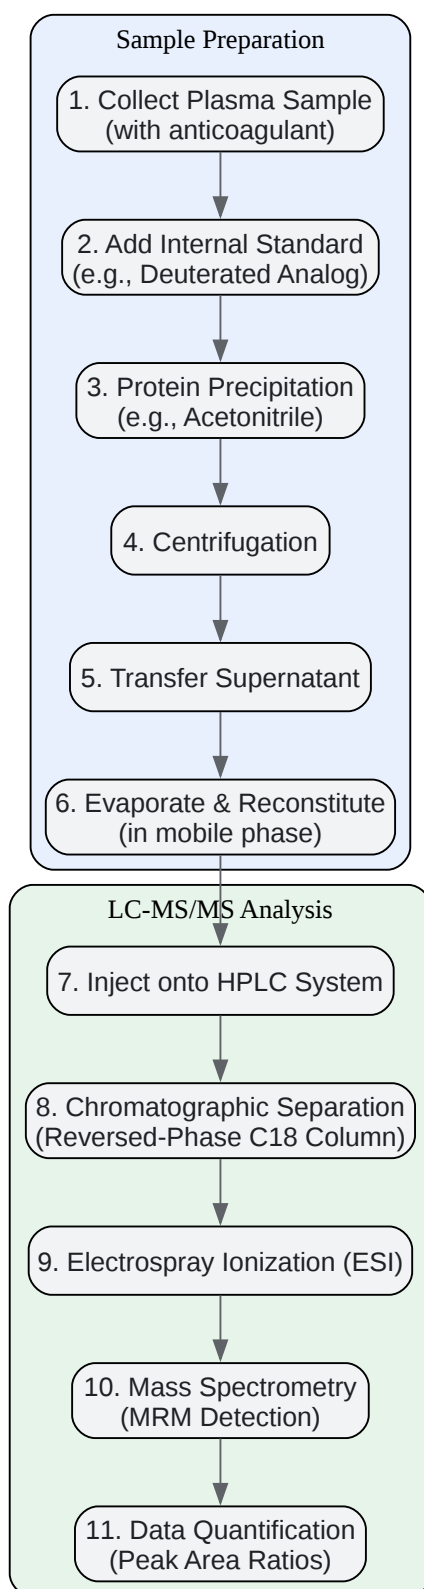 Sample Preparation
1. Collect Plasma Sample
(with anticoagulant)
2. Add Internal Standard
(e.g., Deuterated Analog)
3. Protein Precipitation
(e.g., Acetonitrile)
4. Centrifugation
5. Transfer Supernatant
6. Evaporate & Reconstitute
(in mobile phase)
LC-MS/MS Analysis
7. Inject onto HPLC System
8. Chromatographic Separation
(Reversed-Phase C18 Column)
9. Electrospray Ionization (ESI)
10. Mass Spectrometry
(MRM Detection)
11. Data Quantification
(Peak Area Ratios)